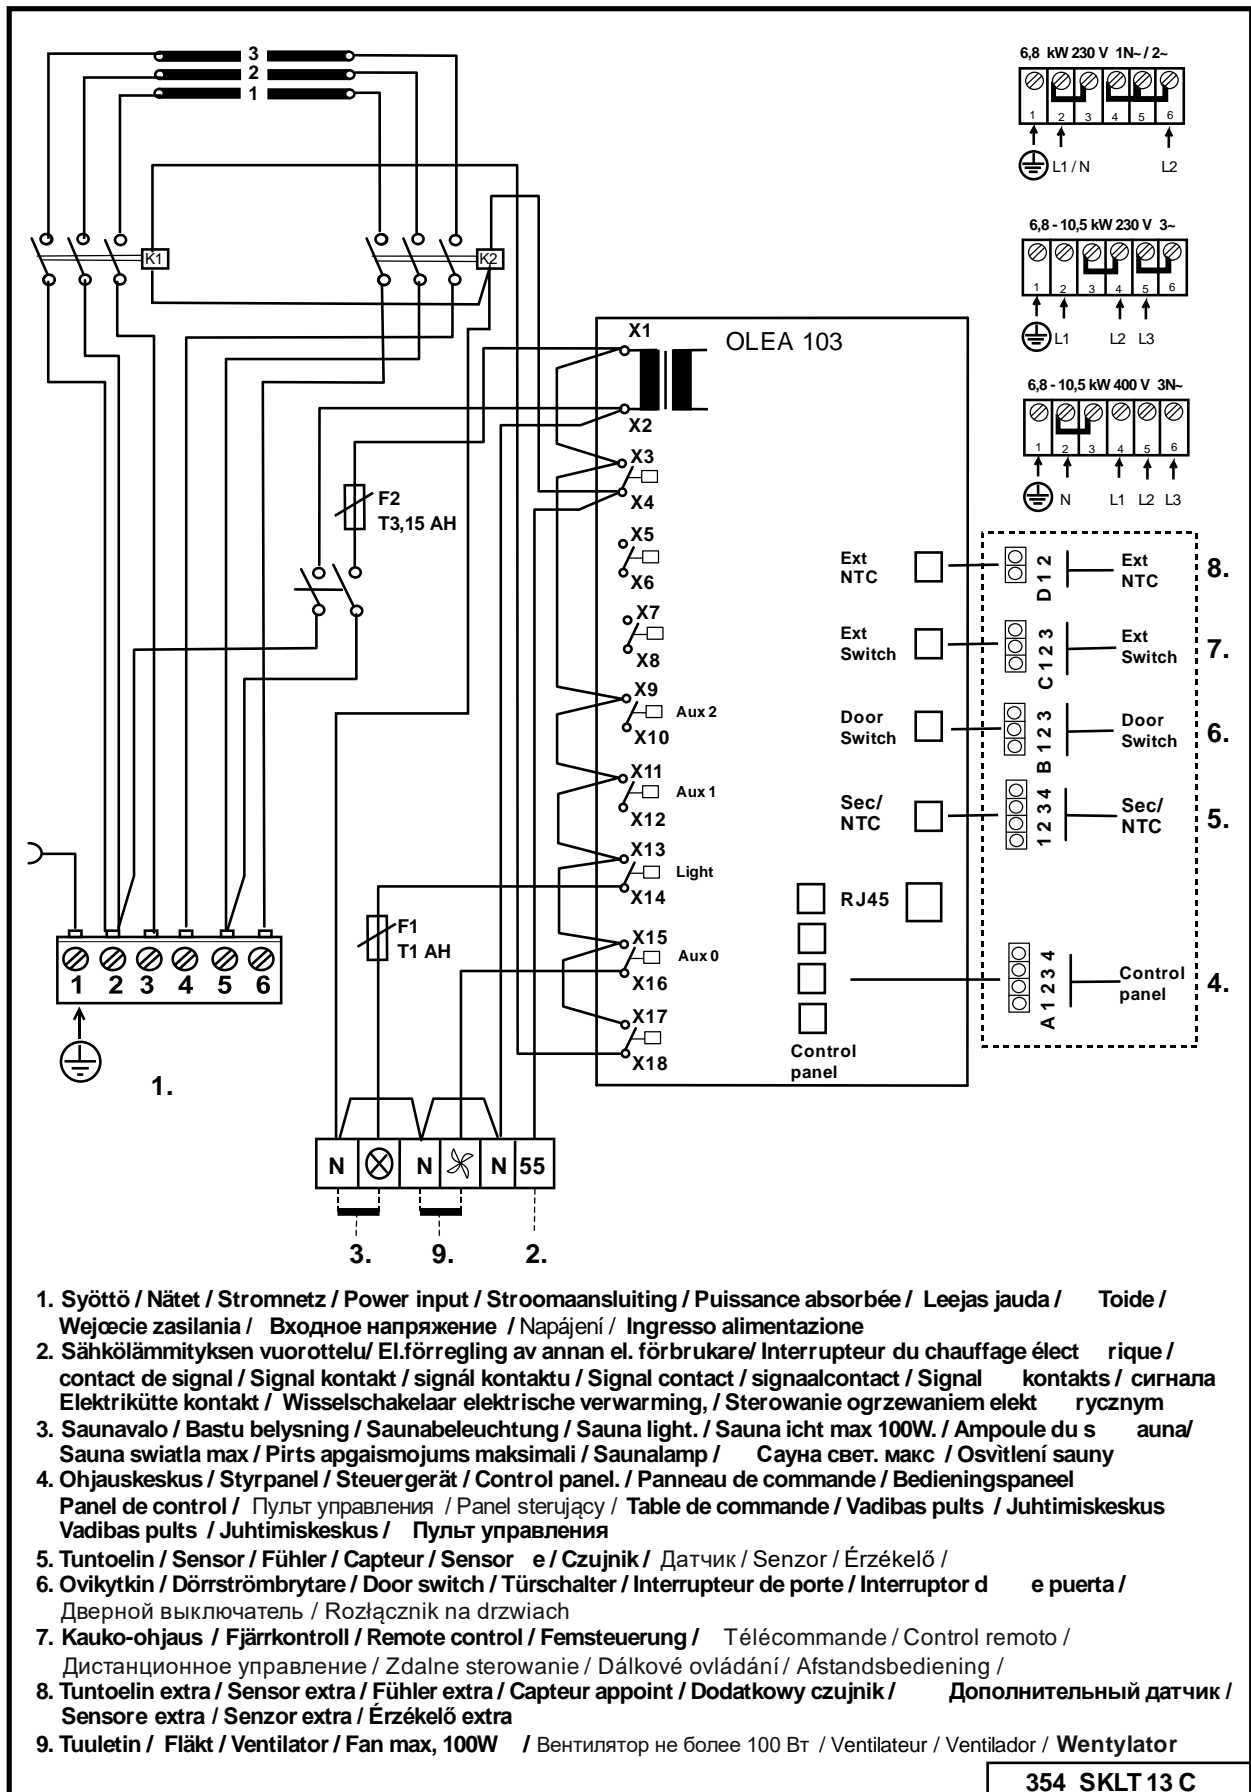 3
2
1
K1
K2
6,8 kW 230 V 1N~ / 2~
1 2 3 4 5 6
L1 / N L2
6,8 - 10,5 kW 230 V 3~
1 2 3 4 5 6
L1 L2 L3
6,8 - 10,5 kW 400 V 3N~
1 2 3 4 5 6
N L1 L2 L3
OLEA 103
X1
X2
X3
X4
X5
X6
X7
X8
X9
Aux 2
X10
X11
Aux 1
X12
X13
Light
X14
X15
Aux 0
X16
X17
X18
F2
T3,15 AH
F1
T1 AH
Ext
NTC
D 1 2
Ext
NTC
8.
Ext
Switch
C 1 2 3
Ext
Switch
7.
Door
Switch
B 1 2 3
Door
Switch
6.
Sec/
NTC
1 2 3 4
Sec/
NTC
5.
RJ45
A 1 2 3 4
Control
panel
4.
Control
panel
1 2 3 4 5 6
1.
N N N 55
3. 9. 2.
1. Syöttö / Nätet / Stromnetz / Power input / Stroomaansluiting / Puissance absorbée / Leejas jauda / Toide /
Wejœcie zasilania / Входное напряжение / Napájení / Ingresso alimentazione
2. Sähkölämmityksen vuorottelu/ El.förregling av annan el. förbrukare/ Interrupteur du chauffage élect rique /
contact de signal / Signal kontakt / signál kontaktu / Signal contact / signaalcontact / Signal kontakts / сигнала
Elektrikütte kontakt / Wisselschakelaar elektrische verwarming, / Sterowanie ogrzewaniem elekt rycznym
3. Saunavalo / Bastu belysning / Saunabeleuchtung / Sauna light. / Sauna icht max 100W. / Ampoule du s auna/
Sauna swiatla max / Pirts apgaismojums maksimali / Saunalamp / Сауна свет. макс / Osvìtlení sauny
4. Ohjauskeskus / Styrpanel / Steuergerät / Control panel. / Panneau de commande / Bedieningspaneel
Panel de control / Пульт управления / Panel sterujący / Table de commande / Vadibas pults / Juhtimiskeskus
Vadibas pults / Juhtimiskeskus / Пульт управления
5. Tuntoelin / Sensor / Fühler / Capteur / Sensor e / Czujnik / Датчик / Senzor / Érzékelő /
6. Ovikytkin / Dörrströmbrytare / Door switch / Türschalter / Interrupteur de porte / Interruptor d e puerta /
Дверной выключатель / Rozłącznik na drzwiach
7. Kauko-ohjaus / Fjärrkontroll / Remote control / Femsteuerung / Télécommande / Control remoto /
Дистанционное управление / Zdalne sterowanie / Dálkové ovládání / Afstandsbediening /
8. Tuntoelin extra / Sensor extra / Fühler extra / Capteur appoint / Dodatkowy czujnik / Дополнительный датчик /
Sensore extra / Senzor extra / Érzékelő extra
9. Tuuletin / Fläkt / Ventilator / Fan max, 100W / Вентилятор не более 100 Вт / Ventilateur / Ventilador / Wentylator
354 SKLT 13 C